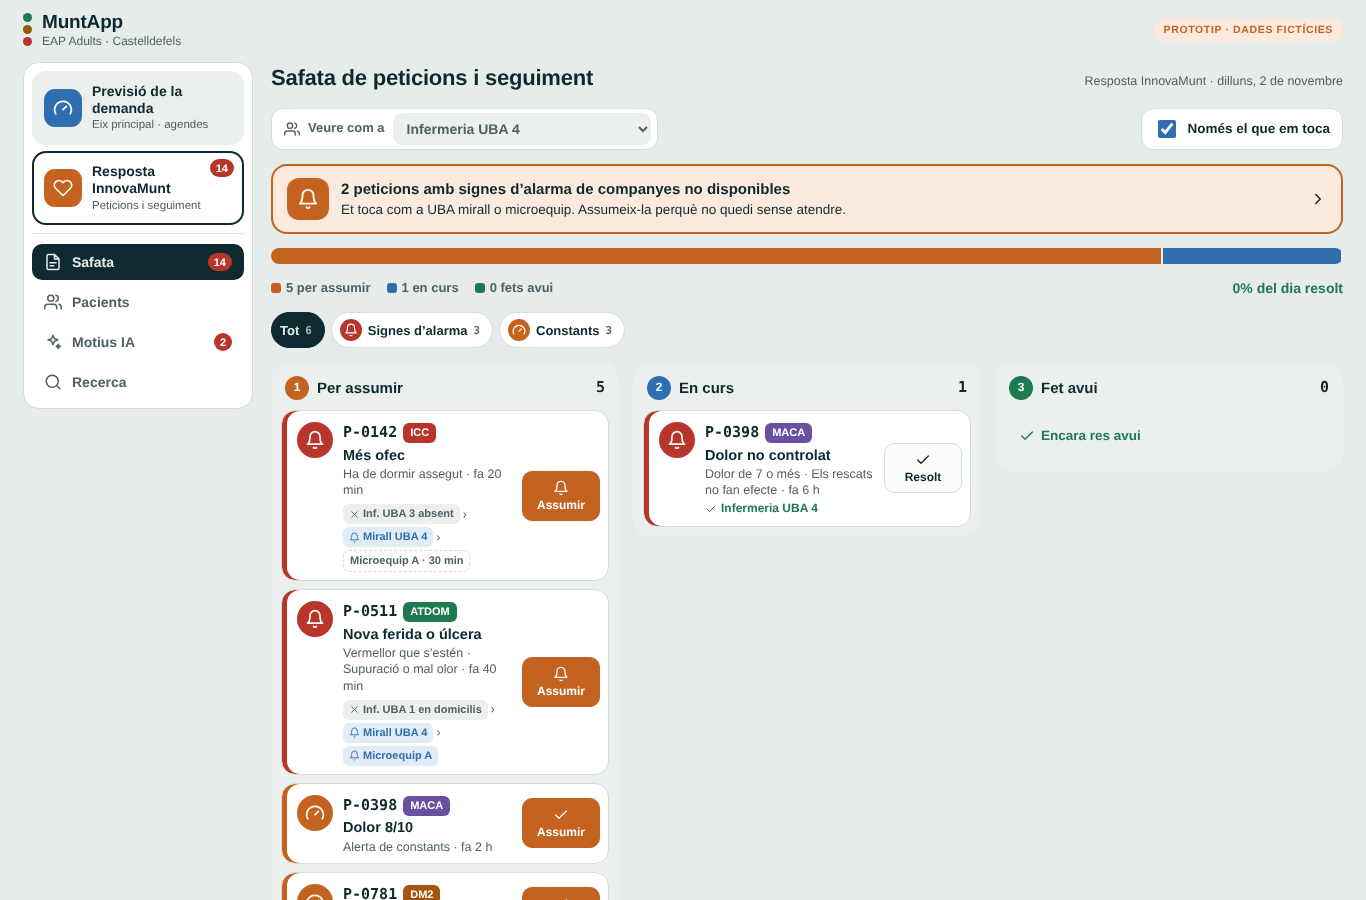 MuntApp
EAP Adults · Castelldefels
PROTOTIP · DADES FICTÍCIES
Previsió de la
demanda
Eix principal · agendes
Resposta
InnovaMunt
Peticions i seguiment
14
Safata
14
Pacients
Motius IA
2
Recerca
Safata de peticions i seguiment
Resposta InnovaMunt · dilluns, 2 de novembre
Veure com a
Infermeria UBA 4
Només el que em toca
2 peticions amb signes d’alarma de companyes no disponibles
Et toca com a UBA mirall o microequip. Assumeix-la perquè no quedi sense atendre.
5 per assumir
1 en curs
0 fets avui
0% del dia resolt
Tot 6
Signes d’alarma 3
Constants 3
1 Per assumir 5
P-0142 ICC
Més ofec
Ha de dormir assegut · fa 20
min
Inf. UBA 3 absent ›
Mirall UBA 4 ›
Microequip A · 30 min
Assumir
P-0511 ATDOM
Nova ferida o úlcera
Vermellor que s’estén ·
Supuració o mal olor · fa 40
min
Inf. UBA 1 en domicilis ›
Mirall UBA 4 ›
Microequip A
Assumir
P-0398 MACA
Dolor 8/10
Alerta de constants · fa 2 h
Assumir
P-0781 DM2
2 En curs 1
P-0398 MACA
Dolor no controlat
Dolor de 7 o més · Els rescats
no fan efecte · fa 6 h
Infermeria UBA 4
Resolt
3 Fet avui 0
Encara res avui